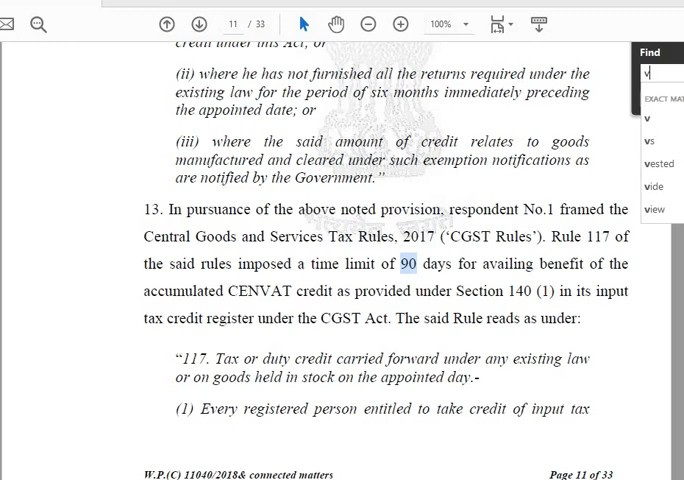 11 / 33
100%
credit under this Act; or
(ii) where he has not furnished all the returns required under the
existing law for the period of six months immediately preceding
the appointed date; or
(iii) where the said amount of credit relates to goods
manufactured and cleared under such exemption notifications as
are notified by the Government.”
13. In pursuance of the above noted provision, respondent No.1 framed the
Central Goods and Services Tax Rules, 2017 (‘CGST Rules’). Rule 117 of
the said rules imposed a time limit of 90 days for availing benefit of the
accumulated CENVAT credit as provided under Section 140 (1) in its input
tax credit register under the CGST Act. The said Rule reads as under:
“117. Tax or duty credit carried forward under any existing law
or on goods held in stock on the appointed day.-
(1) Every registered person entitled to take credit of input tax
W.P.(C) 11040/2018& connected matters Page 11 of 33
Find
v
EXACT MAT
v
vs
vested
vide
view
सत्यमेव जयते